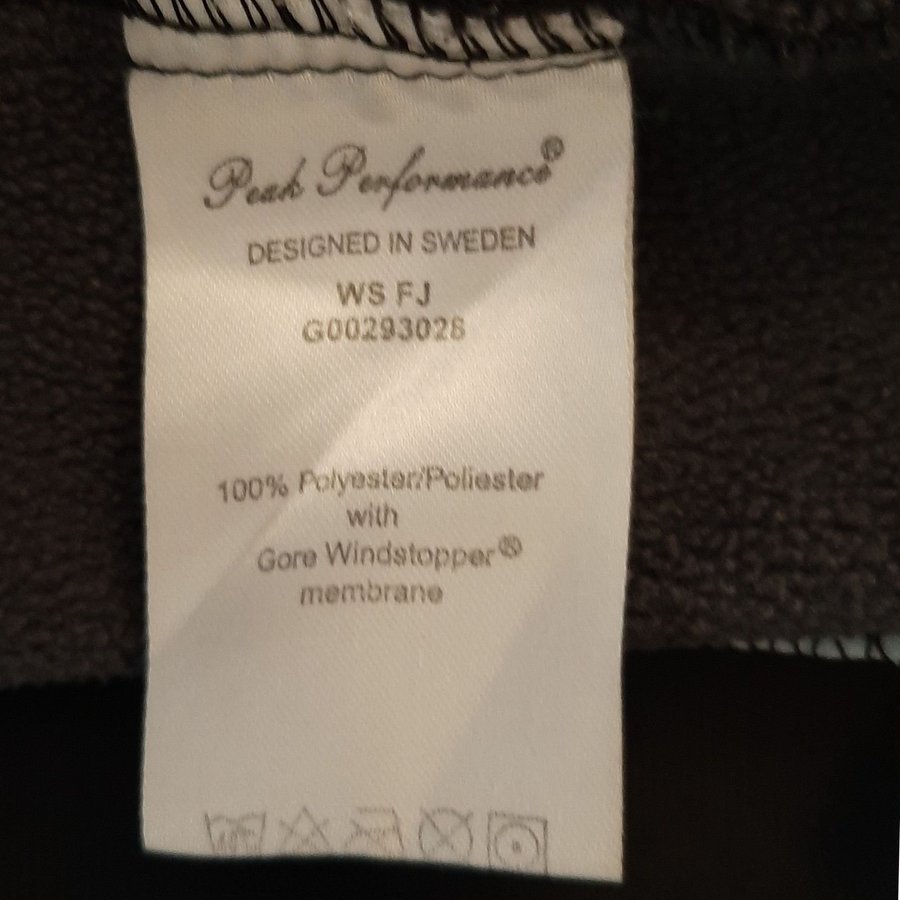 Peak Performance®
DESIGNED IN SWEDEN
WS FJ
G00293028
100% Polyester/Poliester
with
Gore Windstopper®
membrane